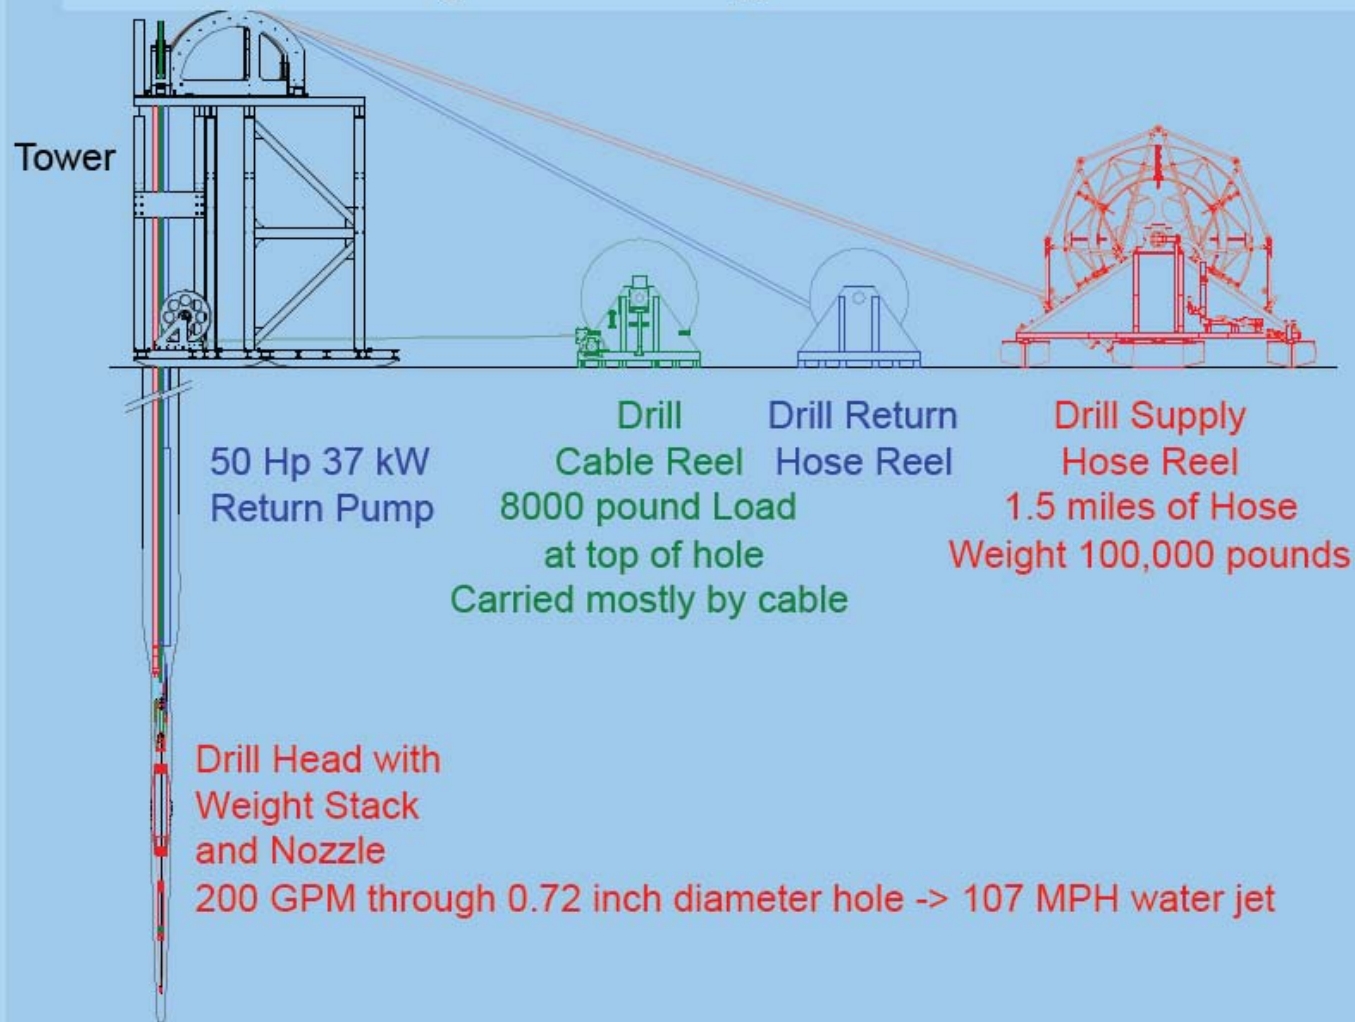 Tower
50 Hp 37 kW
Return Pump
Drill
Cable Reel
8000 pound Load
at top of hole
Carried mostly by cable
Drill Return
Hose Reel
Drill Supply
Hose Reel
1.5 miles of Hose
Weight 100,000 pounds
Drill Head with
Weight Stack
and Nozzle
200 GPM through 0.72 inch diameter hole -> 107 MPH water jet